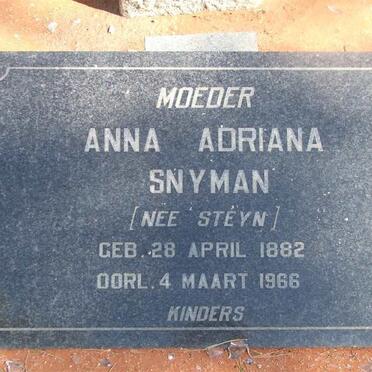 MOEDER
ANNA ADRIANA
SNYMAN
[NEE STEYN]
GEB. 28 APRIL 1882
OORL. 4 MAART 1966
KINDERS